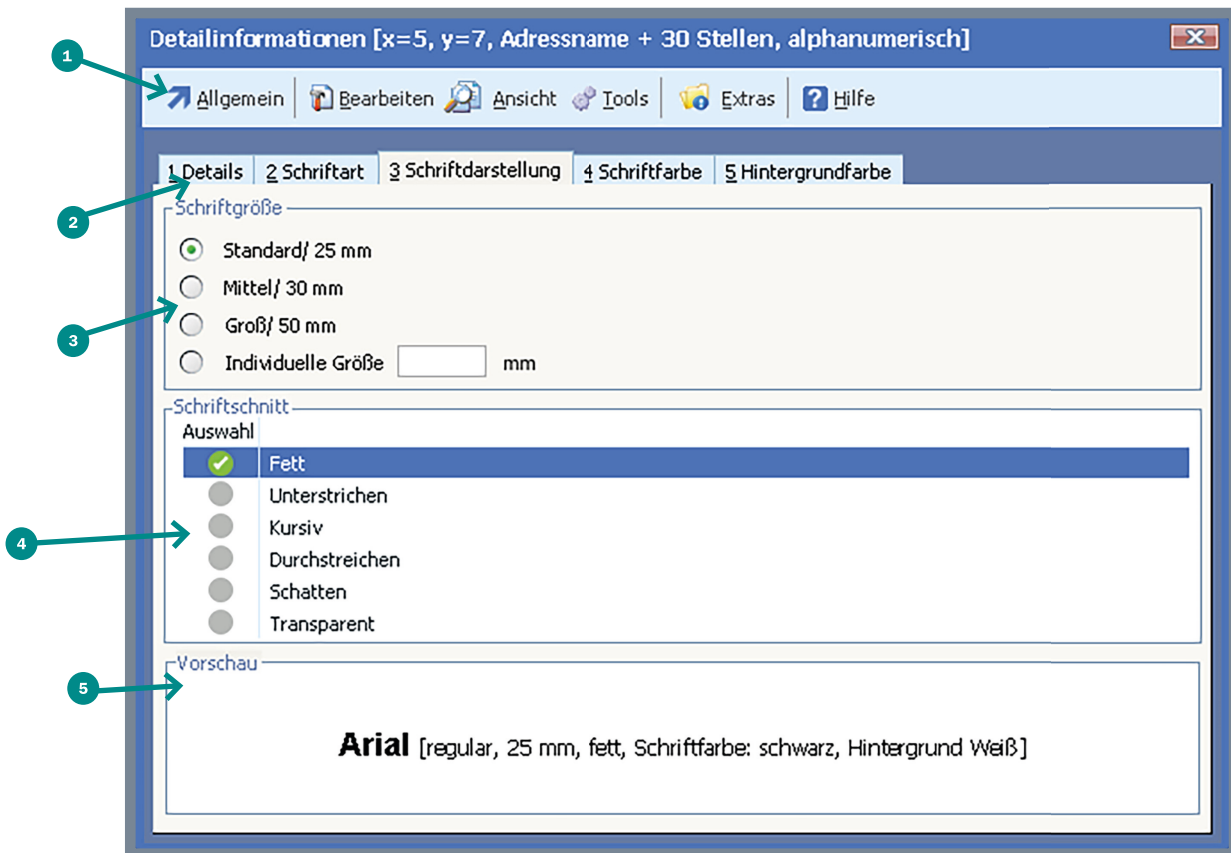 Detailinformationen [x=5, y=7, Adressname + 30 Stellen, alphanumerisch]
1
Allgemein Bearbeiten Ansicht Tools Extras ? Hilfe
1 Details 2 Schriftart 3 Schriftdarstellung 4 Schriftfarbe 5 Hintergrundfarbe
2
Schriftgröße
Standard/ 25 mm
Mittel/ 30 mm
3
Groß/ 50 mm
Individuelle Größe mm
Schriftschnitt
Auswahl
Fett
Unterstrichen
Kursiv
4
Durchstreichen
Schatten
Transparent
Vorschau
5
Arial [regular, 25 mm, fett, Schriftfarbe: schwarz, Hintergrund Weiß]